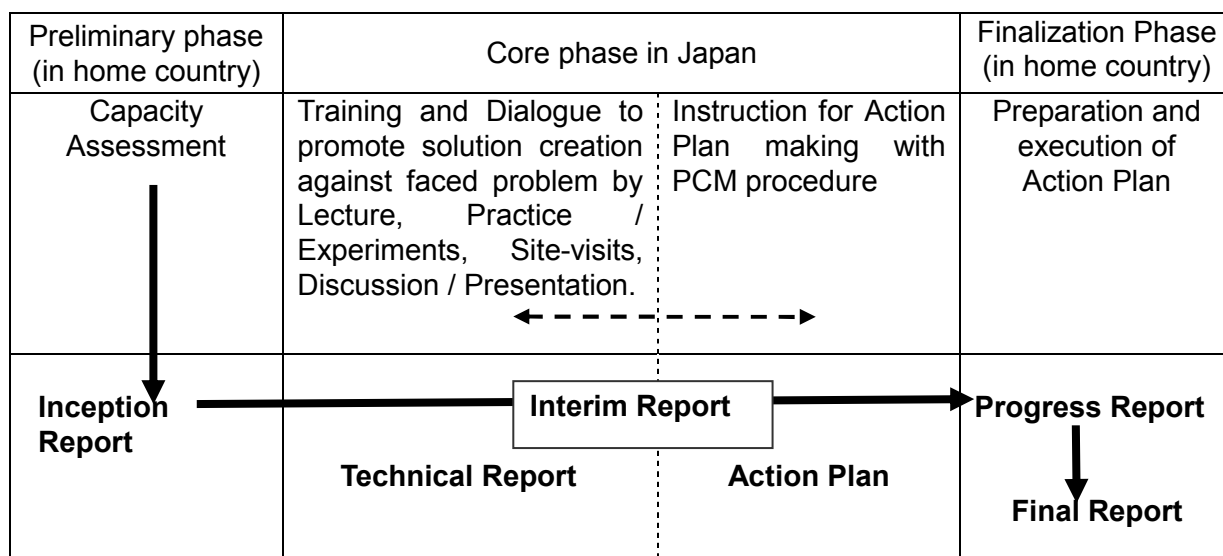 Preliminary phase
(in home country)
Core phase in Japan
Finalization Phase
(in home country)
Capacity
Assessment
Training and Dialogue to
promote solution creation
against faced problem by
Lecture, Practice /
Experiments, Site-visits,
Discussion / Presentation.
Instruction for Action
Plan making with
PCM procedure
Preparation and
execution of
Action Plan
Inception
Report
Interim Report
Technical Report
Action Plan
Progress Report
Final Report